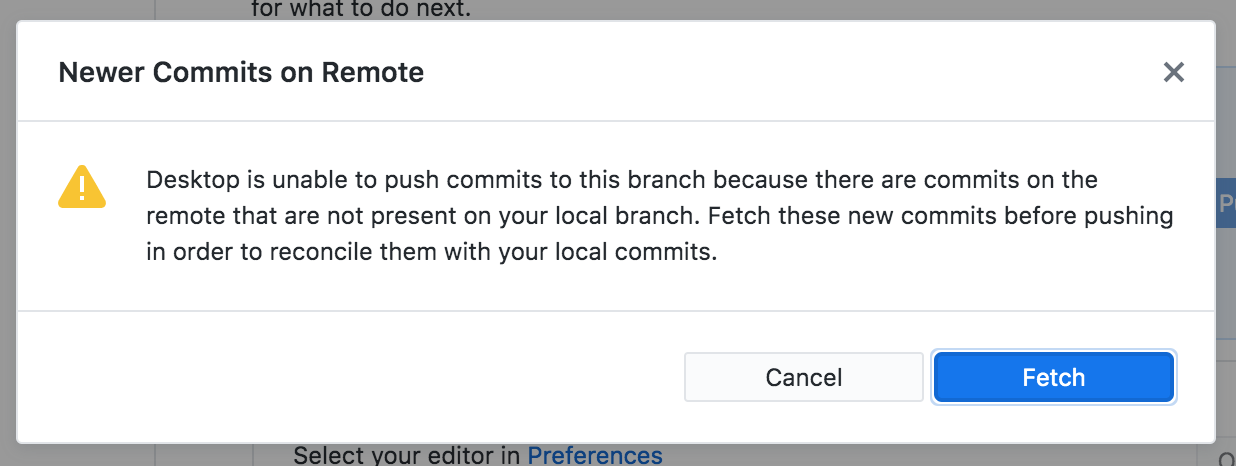 for what to do next.
Newer Commits on Remote
Desktop is unable to push commits to this branch because there are commits on the
remote that are not present on your local branch. Fetch these new commits before pushing
in order to reconcile them with your local commits.
Cancel
Fetch
Select your editor in Preferences